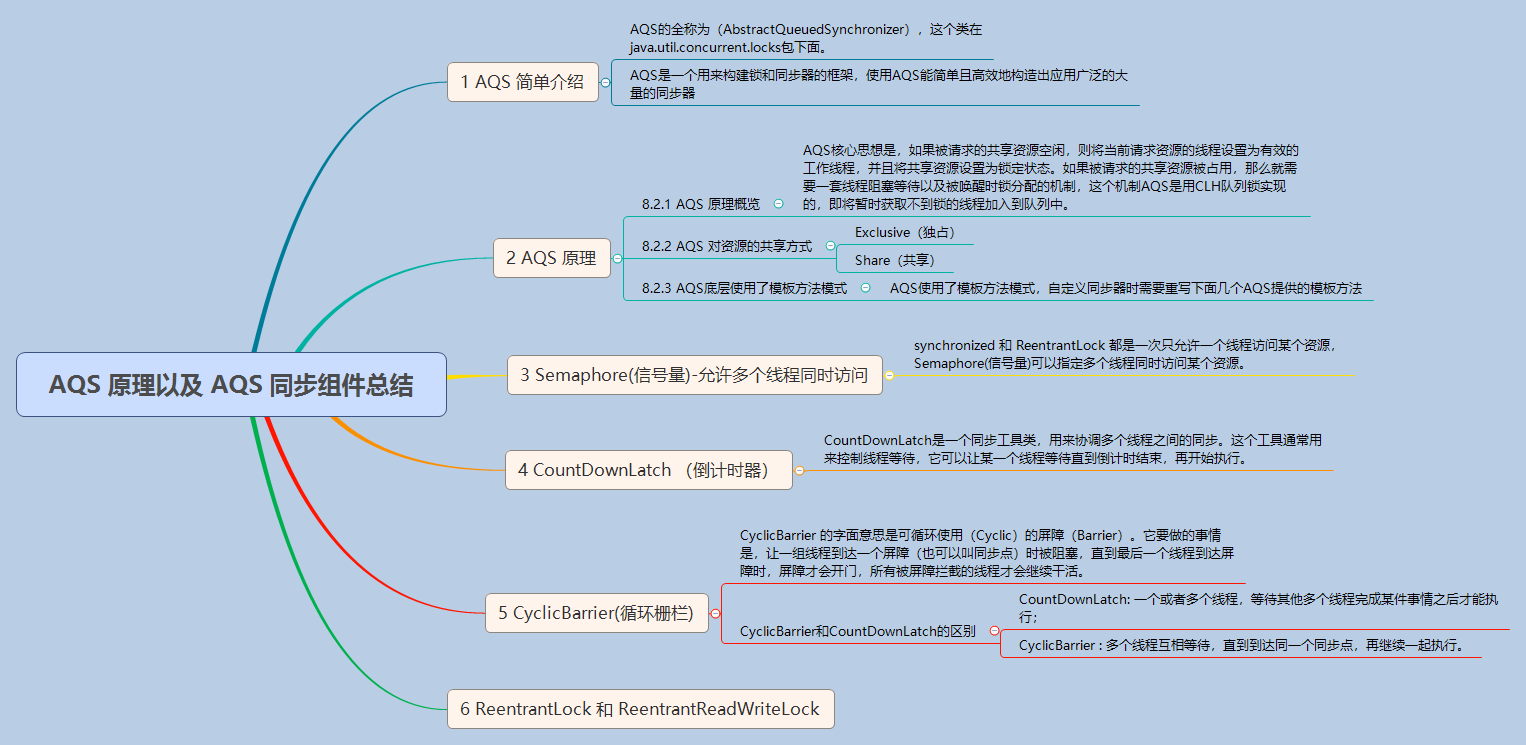 AQS 原理以及 AQS 同步组件总结
1 AQS 简单介绍
AQS的全称为（AbstractQueuedSynchronizer），这个类在
java.util.concurrent.locks包下面。
AQS是一个用来构建锁和同步器的框架，使用AQS能简单且高效地构造出应用广泛的大
量的同步器
2 AQS 原理
8.2.1 AQS 原理概览
AQS核心思想是，如果被请求的共享资源空闲，则将当前请求资源的线程设置为有效的
工作线程，并且将共享资源设置为锁定状态。如果被请求的共享资源被占用，那么就需
要一套线程阻塞等待以及被唤醒时锁分配的机制，这个机制AQS是用CLH队列锁实现
的，即将暂时获取不到锁的线程加入到队列中。
8.2.2 AQS 对资源的共享方式
Exclusive（独占）
Share（共享）
8.2.3 AQS底层使用了模板方法模式
AQS使用了模板方法模式，自定义同步器时需要重写下面几个AQS提供的模板方法
3 Semaphore(信号量)-允许多个线程同时访问
synchronized 和 ReentrantLock 都是一次只允许一个线程访问某个资源，
Semaphore(信号量)可以指定多个线程同时访问某个资源。
4 CountDownLatch （倒计时器）
CountDownLatch是一个同步工具类，用来协调多个线程之间的同步。这个工具通常用
来控制线程等待，它可以让某一个线程等待直到倒计时结束，再开始执行。
5 CyclicBarrier(循环栅栏)
CyclicBarrier 的字面意思是可循环使用（Cyclic）的屏障（Barrier）。它要做的事情
是，让一组线程到达一个屏障（也可以叫同步点）时被阻塞，直到最后一个线程到达屏
障时，屏障才会开门，所有被屏障拦截的线程才会继续干活。
CyclicBarrier和CountDownLatch的区别
CountDownLatch: 一个或者多个线程，等待其他多个线程完成某件事情之后才能执
行；
CyclicBarrier : 多个线程互相等待，直到到达同一个同步点，再继续一起执行。
6 ReentrantLock 和 ReentrantReadWriteLock